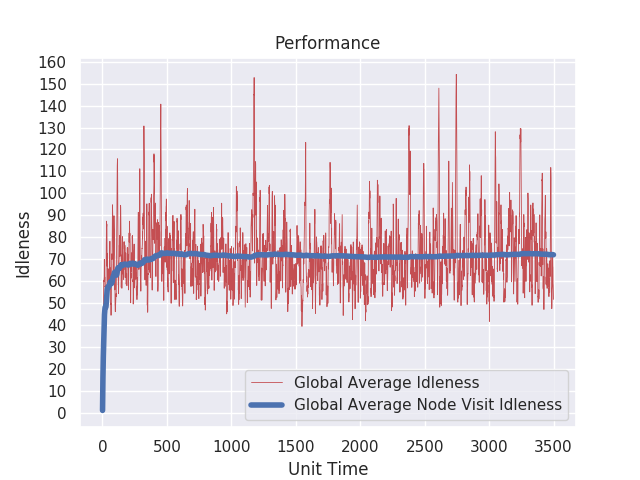 Performance
160
150
140
130
120
110
100
90
80
70
60
50
40
30
20
10
0
Idleness
Global Average Idleness
Global Average Node Visit Idleness
0 500 1000 1500 2000 2500 3000 3500
Unit Time